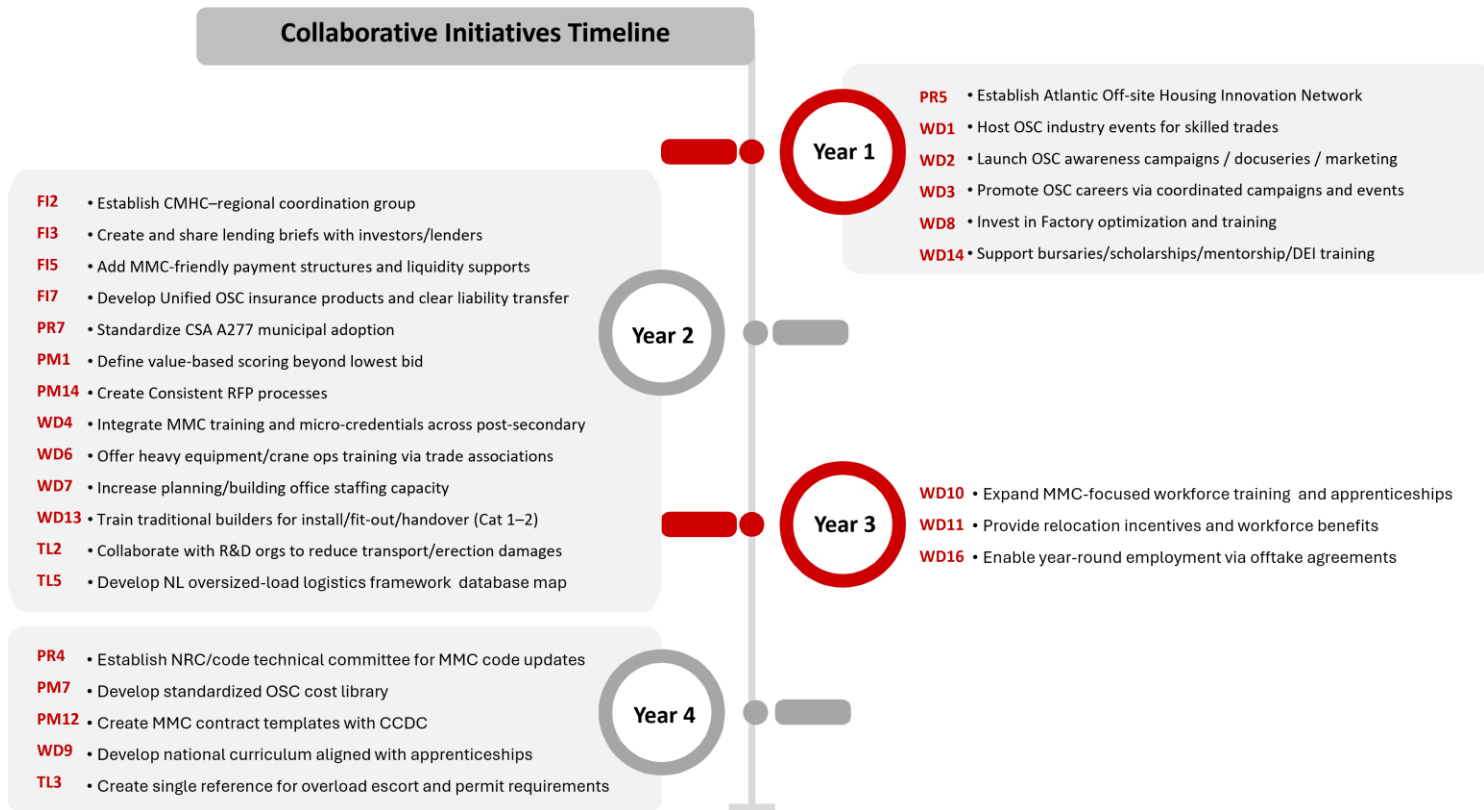 Collaborative Initiatives Timeline
Year 1
PR5 • Establish Atlantic Off-site Housing Innovation Network
WD1 • Host OSC industry events for skilled trades
WD2 • Launch OSC awareness campaigns / docuseries / marketing
WD3 • Promote OSC careers via coordinated campaigns and events
WD8 • Invest in Factory optimization and training
WD14 • Support bursaries/scholarships/mentorship/DEI training
Year 2
FI2 • Establish CMHC–regional coordination group
FI3 • Create and share lending briefs with investors/lenders
FI5 • Add MMC-friendly payment structures and liquidity supports
FI7 • Develop Unified OSC insurance products and clear liability transfer
PR7 • Standardize CSA A277 municipal adoption
PM1 • Define value-based scoring beyond lowest bid
PM14 • Create Consistent RFP processes
WD4 • Integrate MMC training and micro-credentials across post-secondary
WD6 • Offer heavy equipment/crane ops training via trade associations
WD7 • Increase planning/building office staffing capacity
WD13 • Train traditional builders for install/fit-out/handover (Cat 1–2)
TL2 • Collaborate with R&D orgs to reduce transport/erection damages
TL5 • Develop NL oversized-load logistics framework database map
Year 3
WD10 • Expand MMC-focused workforce training and apprenticeships
WD11 • Provide relocation incentives and workforce benefits
WD16 • Enable year-round employment via offtake agreements
Year 4
PR4 • Establish NRC/code technical committee for MMC code updates
PM7 • Develop standardized OSC cost library
PM12 • Create MMC contract templates with CCDC
WD9 • Develop national curriculum aligned with apprenticeships
TL3 • Create single reference for overload escort and permit requirements